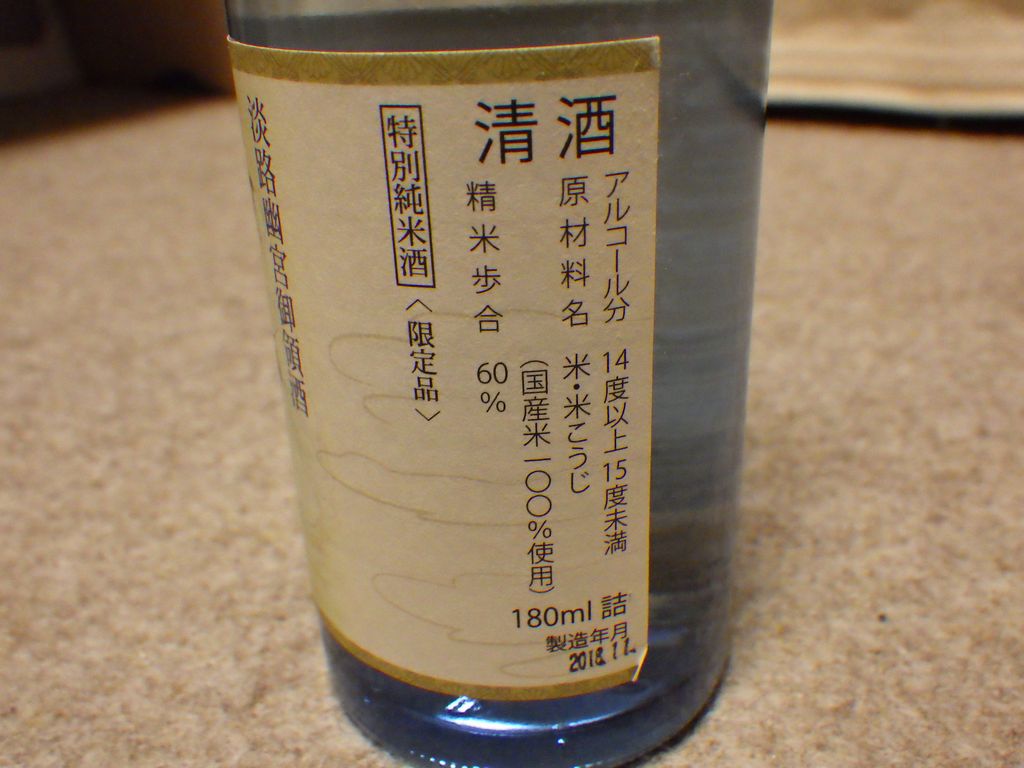 清酒
アルコール分 14度以上15度未満
原材料名 米・米こうじ
(国産米一〇〇%使用)
精米歩合 60%
特別純米酒 〈限定品〉
淡路幽宮御領酒
180ml 詰
製造年月
2018.11.